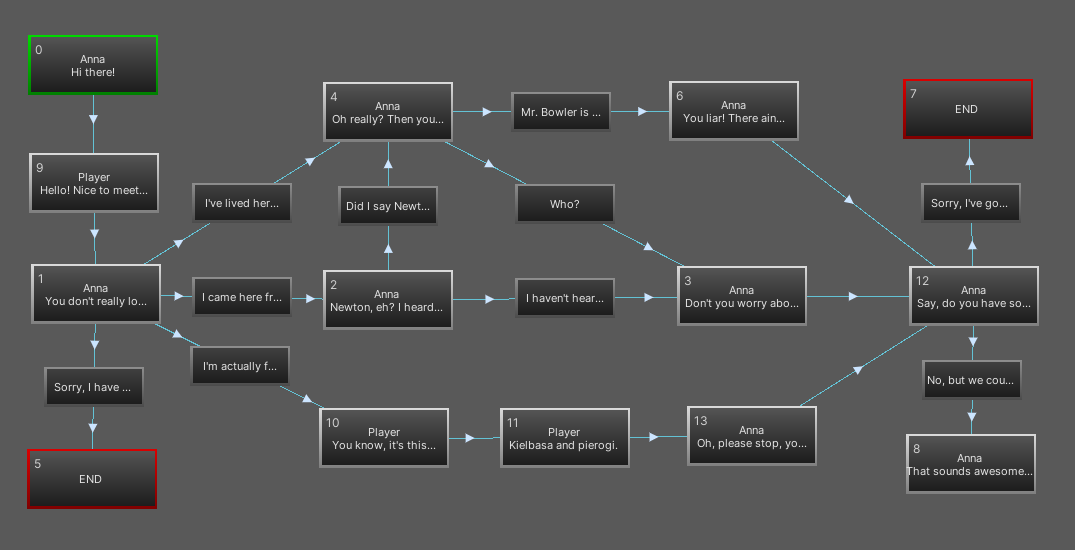 0
Anna
Hi there!
9
Player
Hello! Nice to meet...
1
Anna
You don't really lo...
Sorry, I have ...
5
END
I've lived her...
I came here fr...
I'm actually f...
4
Anna
Oh really? Then you...
Did I say Newt...
2
Anna
Newton, eh? I heard...
10
Player
You know, it's this...
Mr. Bowler is ...
Who?
I haven't hear...
11
Player
Kielbasa and pierogi.
6
Anna
You liar! There ain...
3
Anna
Don't you worry abo...
13
Anna
Oh, please stop, yo...
7
END
Sorry, I've go...
12
Anna
Say, do you have so...
No, but we cou...
8
Anna
That sounds awesome...